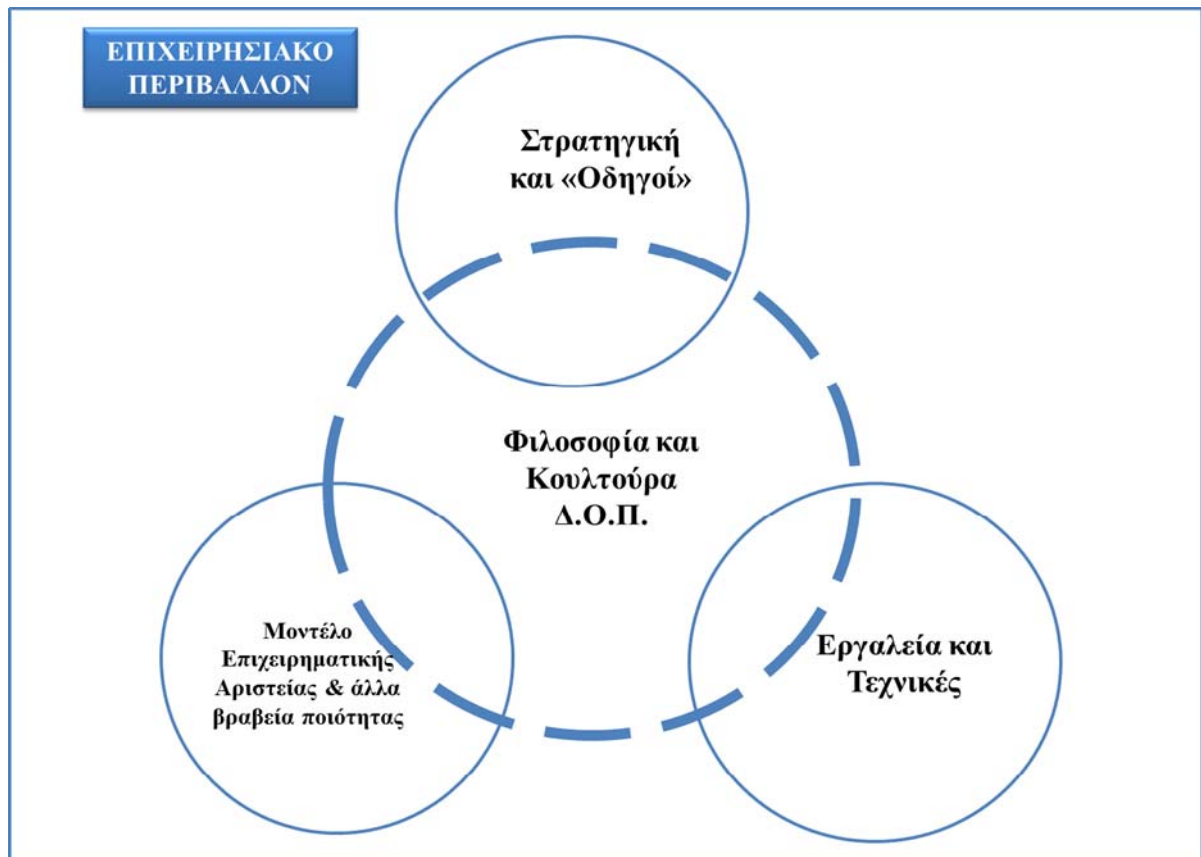 ΕΠΙΧΕΙΡΗΣΙΑΚΟ
ΠΕΡΙΒΑΛΛΟΝ
Στρατηγική
και «Οδηγοί»
Φιλοσοφία και
Κουλτούρα
Δ.Ο.Π.
Μοντέλο
Επιχειρηματικής
Αριστείας & άλλα
βραβεία ποιότητας
Εργαλεία και
Τεχνικές